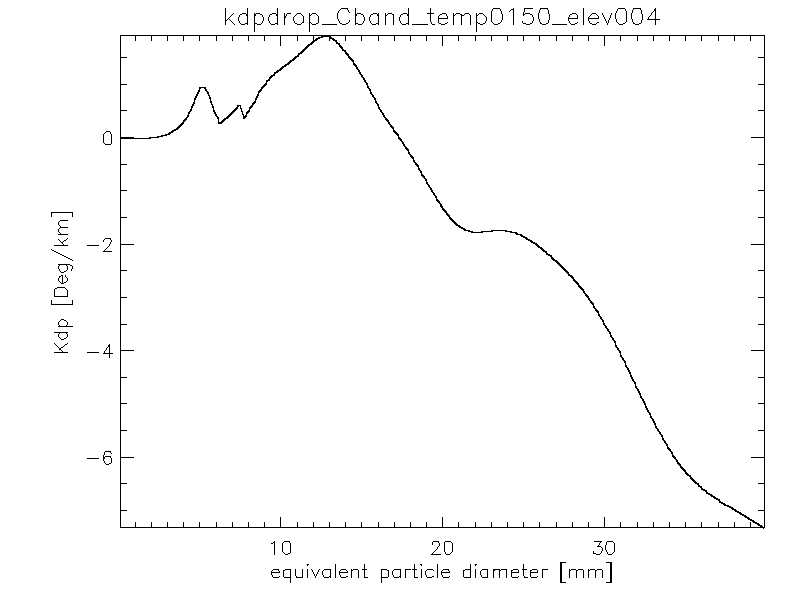 kdpdrop_Cband_temp0150_elev004
0
-2
-4
-6
Kdp [Deg/km]
10 20 30
equivalent particle diameter [mm]